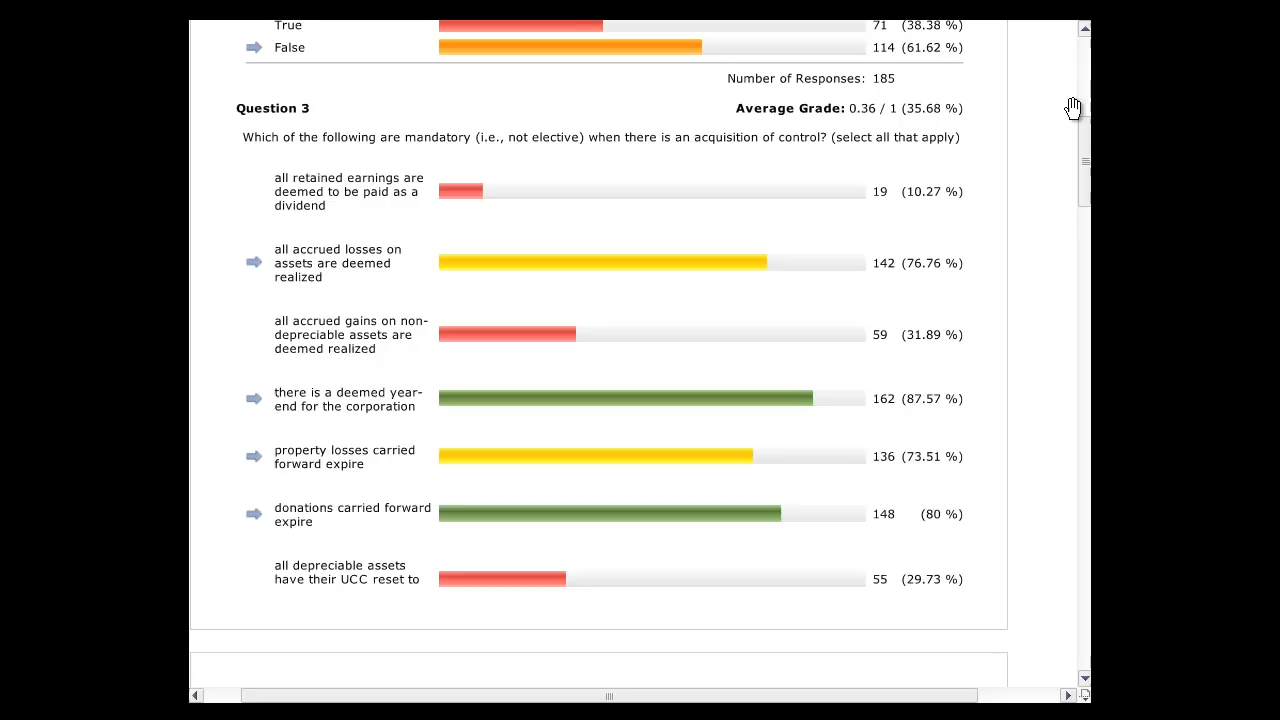 True 71 (38.38 %)
False 114 (61.62 %)
Number of Responses: 185
Question 3 Average Grade: 0.36 / 1 (35.68 %)
Which of the following are mandatory (i.e., not elective) when there is an acquisition of control? (select all that apply)
all retained earnings are
deemed to be paid as a
dividend
19 (10.27 %)
all accrued losses on
assets are deemed
realized
142 (76.76 %)
all accrued gains on non-
depreciable assets are
deemed realized
59 (31.89 %)
there is a deemed year-
end for the corporation
162 (87.57 %)
property losses carried
forward expire
136 (73.51 %)
donations carried forward
expire
148 (80 %)
all depreciable assets
have their UCC reset to
55 (29.73 %)